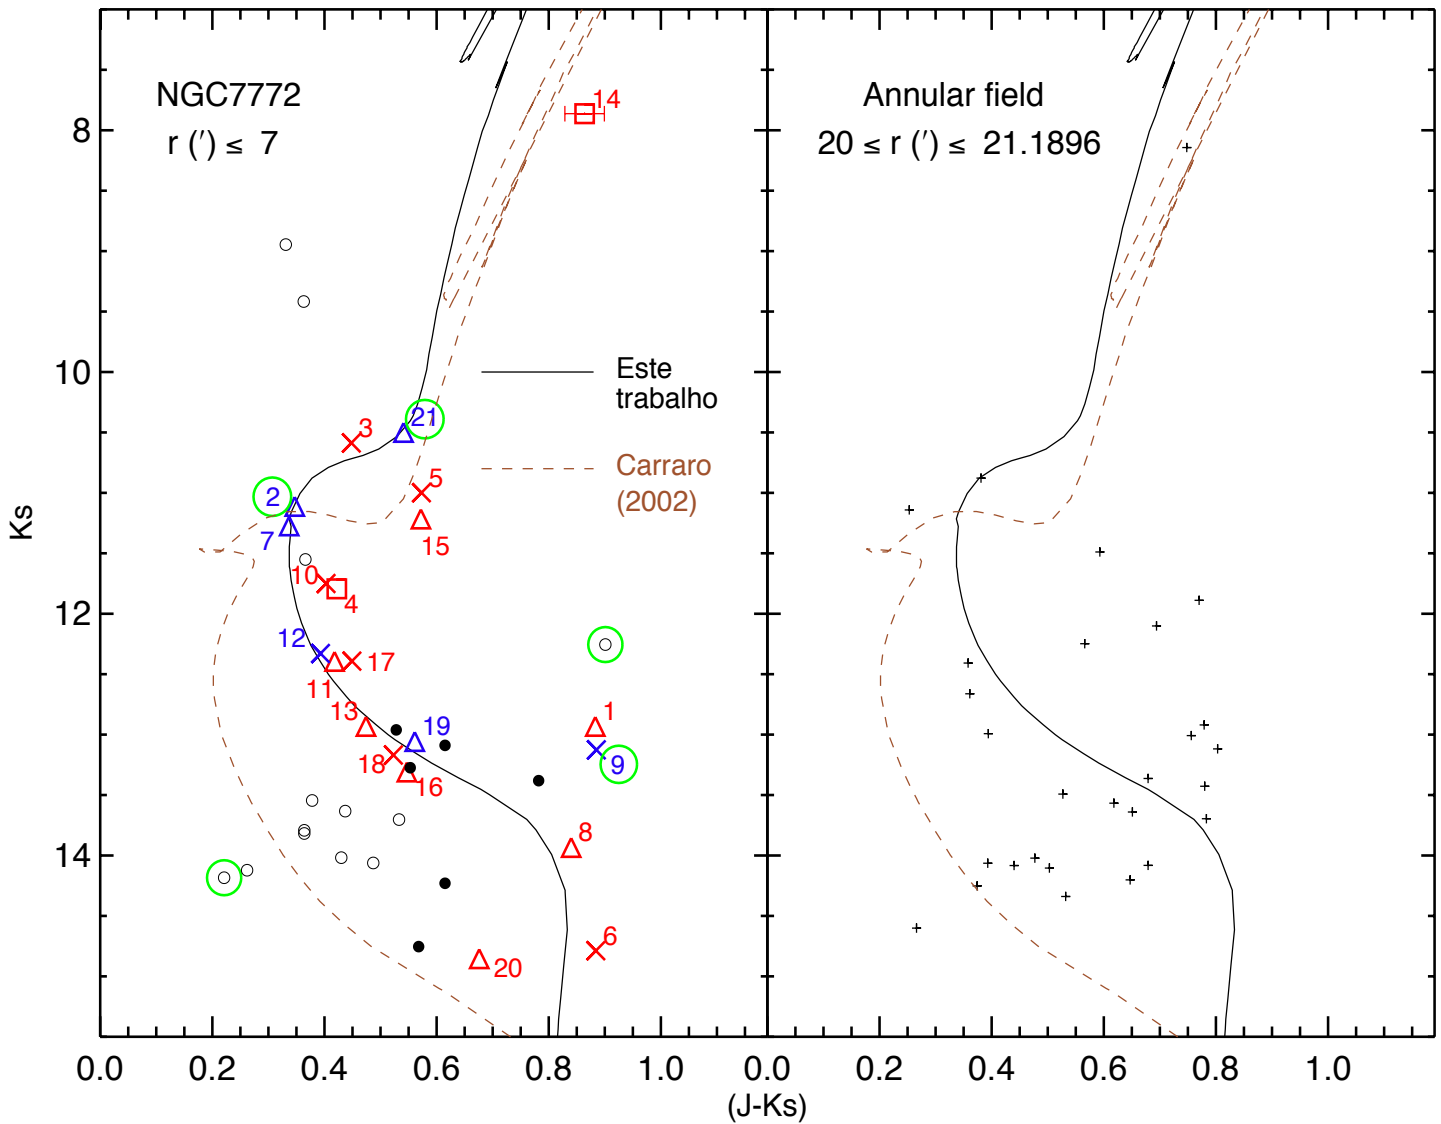 NGC7772
r (′) ≤ 7
14
Annular field
20 ≤ r (′) ≤ 21.1896
8
10
12
14
Ks
Este
trabalho
Carraro
(2002)
3
21
5
2
7
15
10
4
12
17
11
13
19
1
18
9
16
8
6
20
0.0 0.2 0.4 0.6 0.8 1.0
0.0 0.2 0.4 0.6 0.8 1.0
(J-Ks)